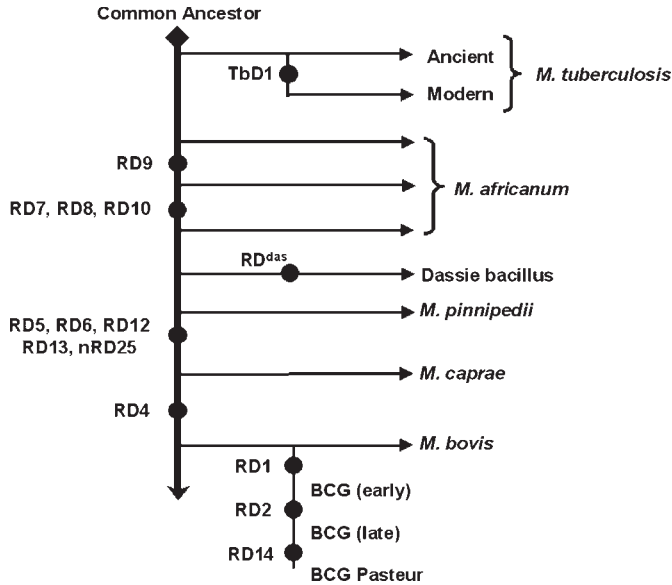 Common Ancestor
Ancient
TbD1
M. tuberculosis
Modern
RD9
M. africanum
RD7, RD8, RD10
RDdas
Dassie bacillus
M. pinnipedii
RD5, RD6, RD12
RD13, nRD25
M. caprae
RD4
M. bovis
RD1
BCG (early)
RD2
BCG (late)
RD14
BCG Pasteur